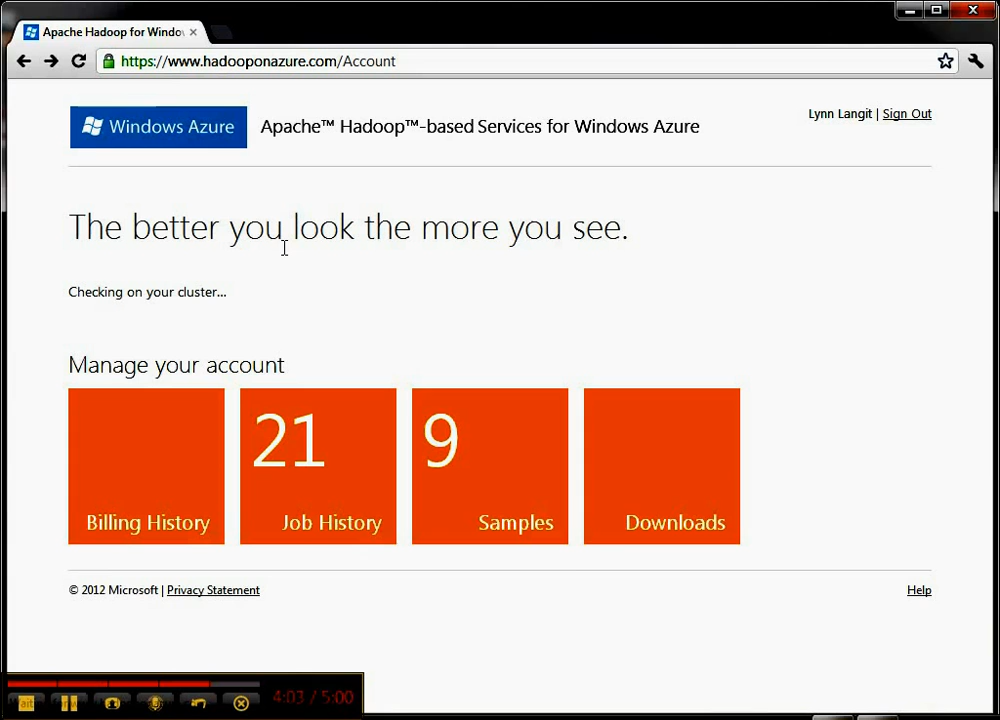 Apache Hadoop for Windo
https://www.hadooponazure.com/Account
Windows Azure
Apache™ Hadoop™-based Services for Windows Azure
Lynn Langit | Sign Out
The better you look the more you see.
Checking on your cluster...
Manage your account
21
9
Billing History
Job History
Samples
Downloads
© 2012 Microsoft | Privacy Statement
Help
4:03 / 5:00